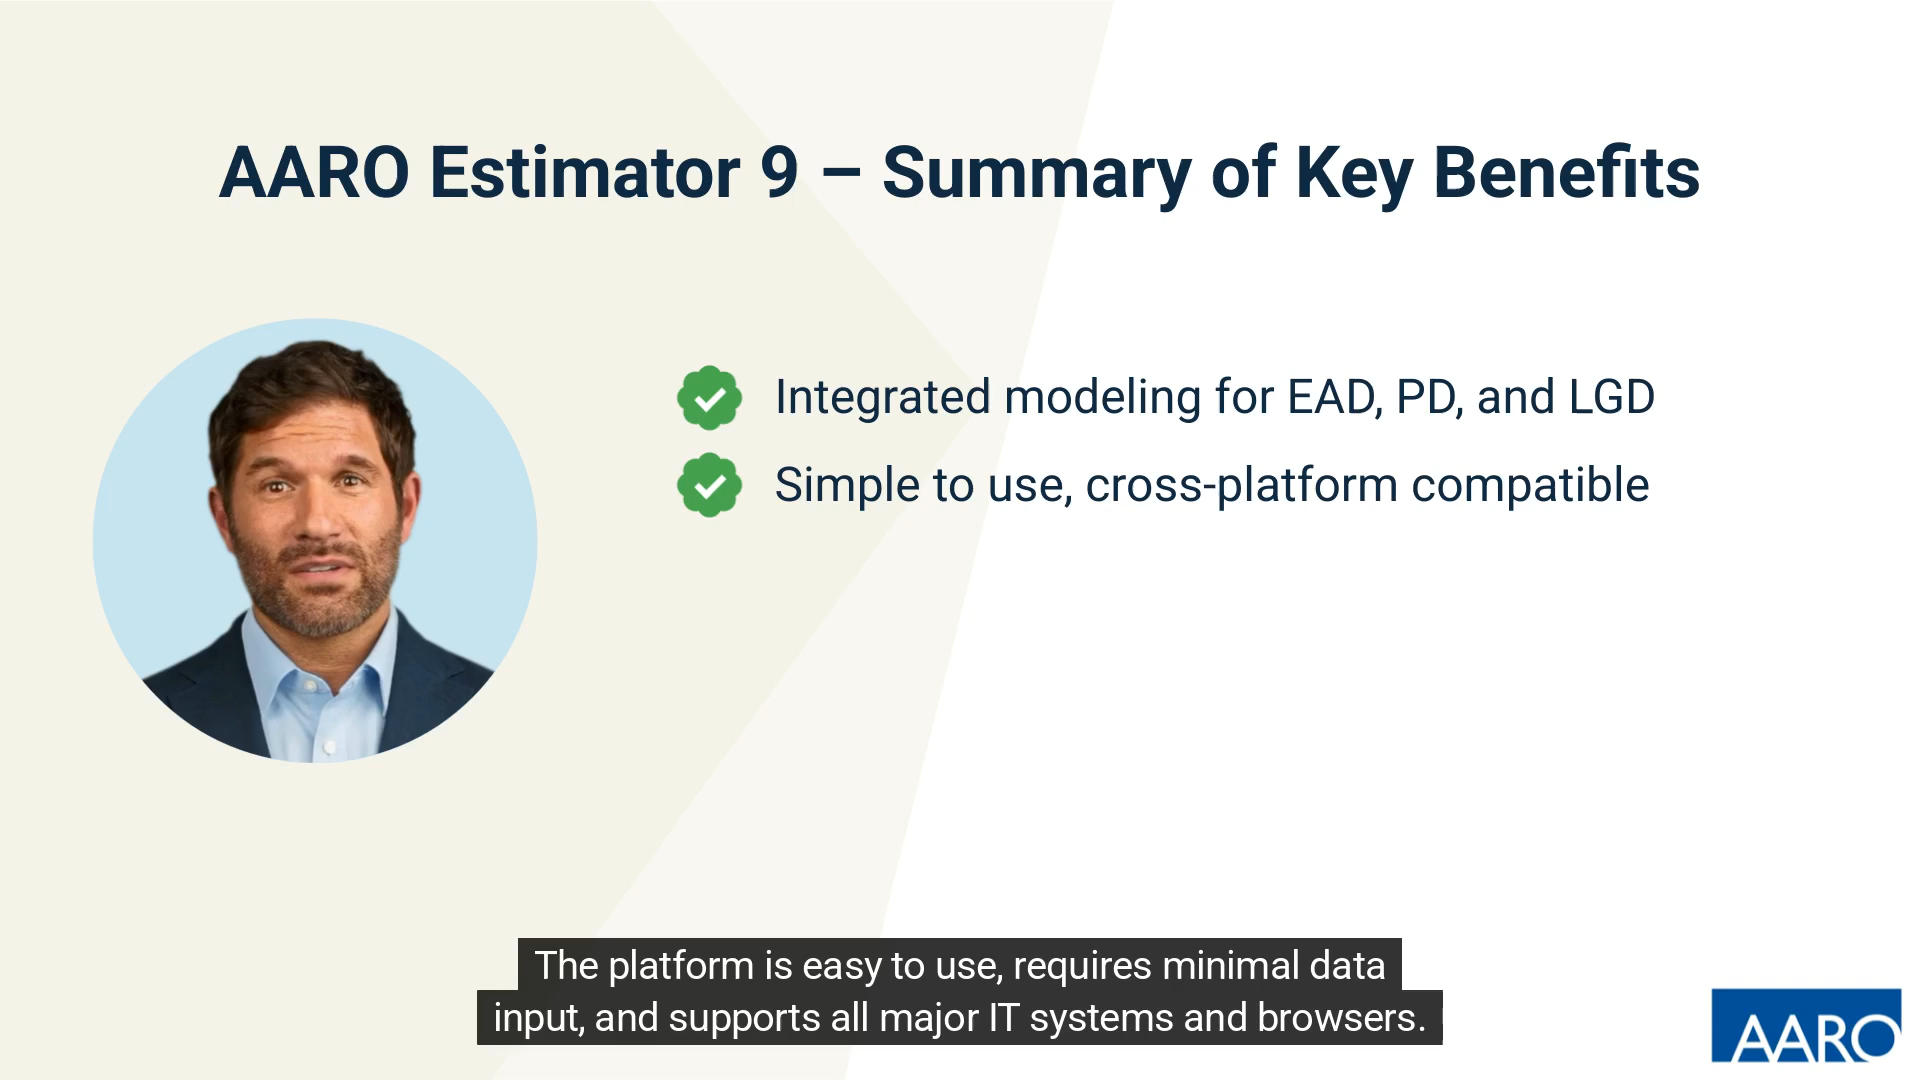 AARO Estimator 9 – Summary of Key Benefits
Integrated modeling for EAD, PD, and LGD
Simple to use, cross-platform compatible
The platform is easy to use, requires minimal data
input, and supports all major IT systems and browsers.
AARO